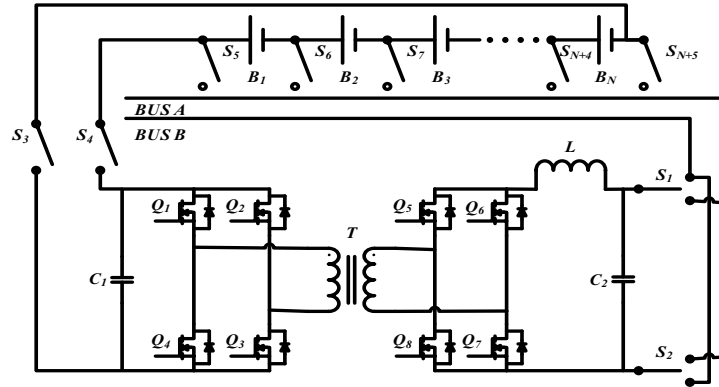 S5 S6 S7 SN+4 SN+5
B1 B2 B3 BN
BUS A
S3 S4 BUS B
L
S1
Q1 Q2 Q5 Q6
T
C1 C2
Q4 Q3 Q8 Q7
S2